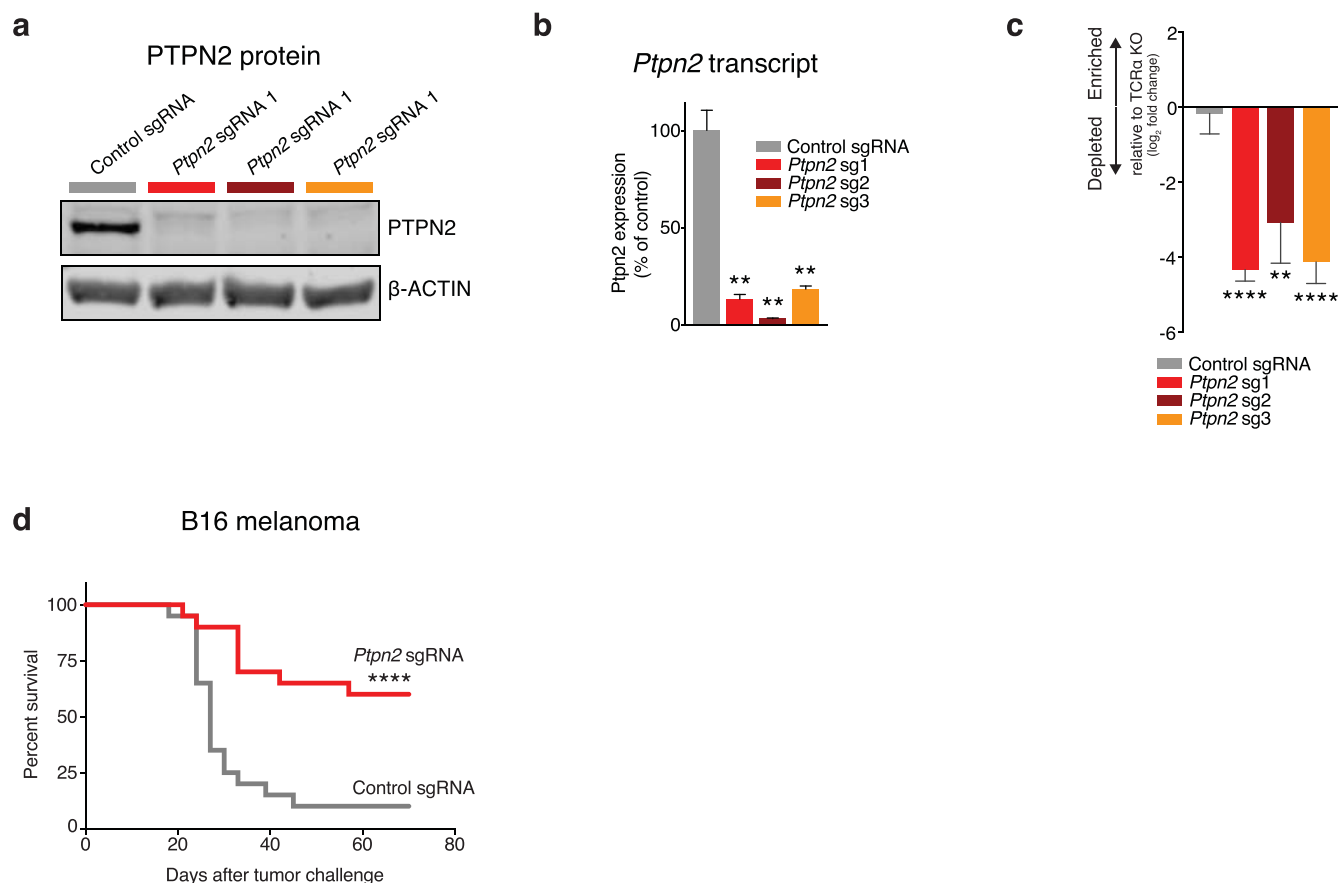 a
PTPN2 protein
Control sgRNA
Ptpn2 sgRNA 1
Ptpn2 sgRNA 1
Ptpn2 sgRNA 1
PTPN2
β-ACTIN
b
Ptpn2 transcript
Ptpn2 expression
(% of control)
100
50
0
**
**
**
Control sgRNA
Ptpn2 sg1
Ptpn2 sg2
Ptpn2 sg3
c
Depleted
Enriched
relative to TCRα KO
(log2 fold change)
2
0
-2
-4
-6
****
**
****
Control sgRNA
Ptpn2 sg1
Ptpn2 sg2
Ptpn2 sg3
d
B16 melanoma
Percent survival
100
75
50
25
0
Ptpn2 sgRNA
****
Control sgRNA
0
20
40
60
80
Days after tumor challenge